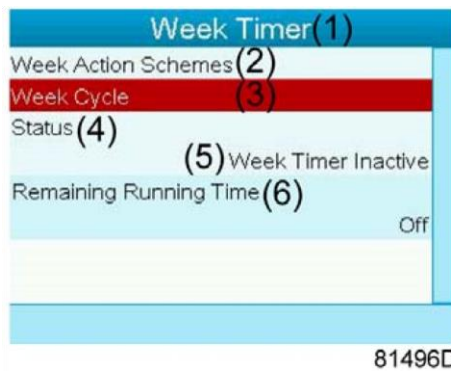 Week Timer(1)
Week Action Schemes(2)
Week Cycle (3)
Status(4)
(5)Week Timer Inactive
Remaining Running Time(6)
Off
81496D